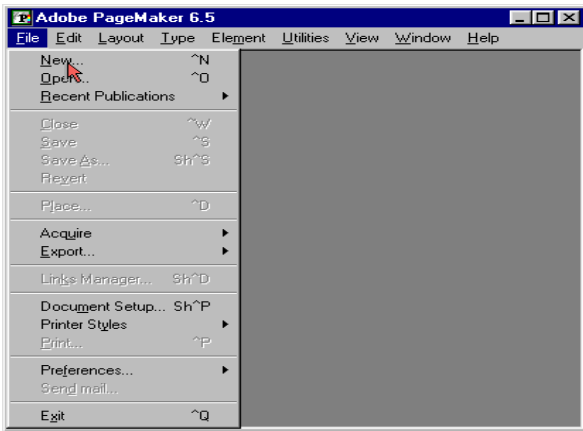 Adobe PageMaker 6.5
File Edit Layout Type Element Utilities View Window Help
New... ^N
Open... ^O
Recent Publications
Close ^W
Save ^S
Save As... Sh^S
Revert
Place... ^D
Acquire
Export...
Links Manager... Sh^D
Document Setup... Sh^P
Printer Styles
Print... ^P
Preferences...
Send mail...
Exit ^Q